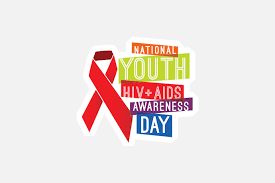 NATIONAL
YOUTH
HIV + AIDS
AWARENESS
DAY